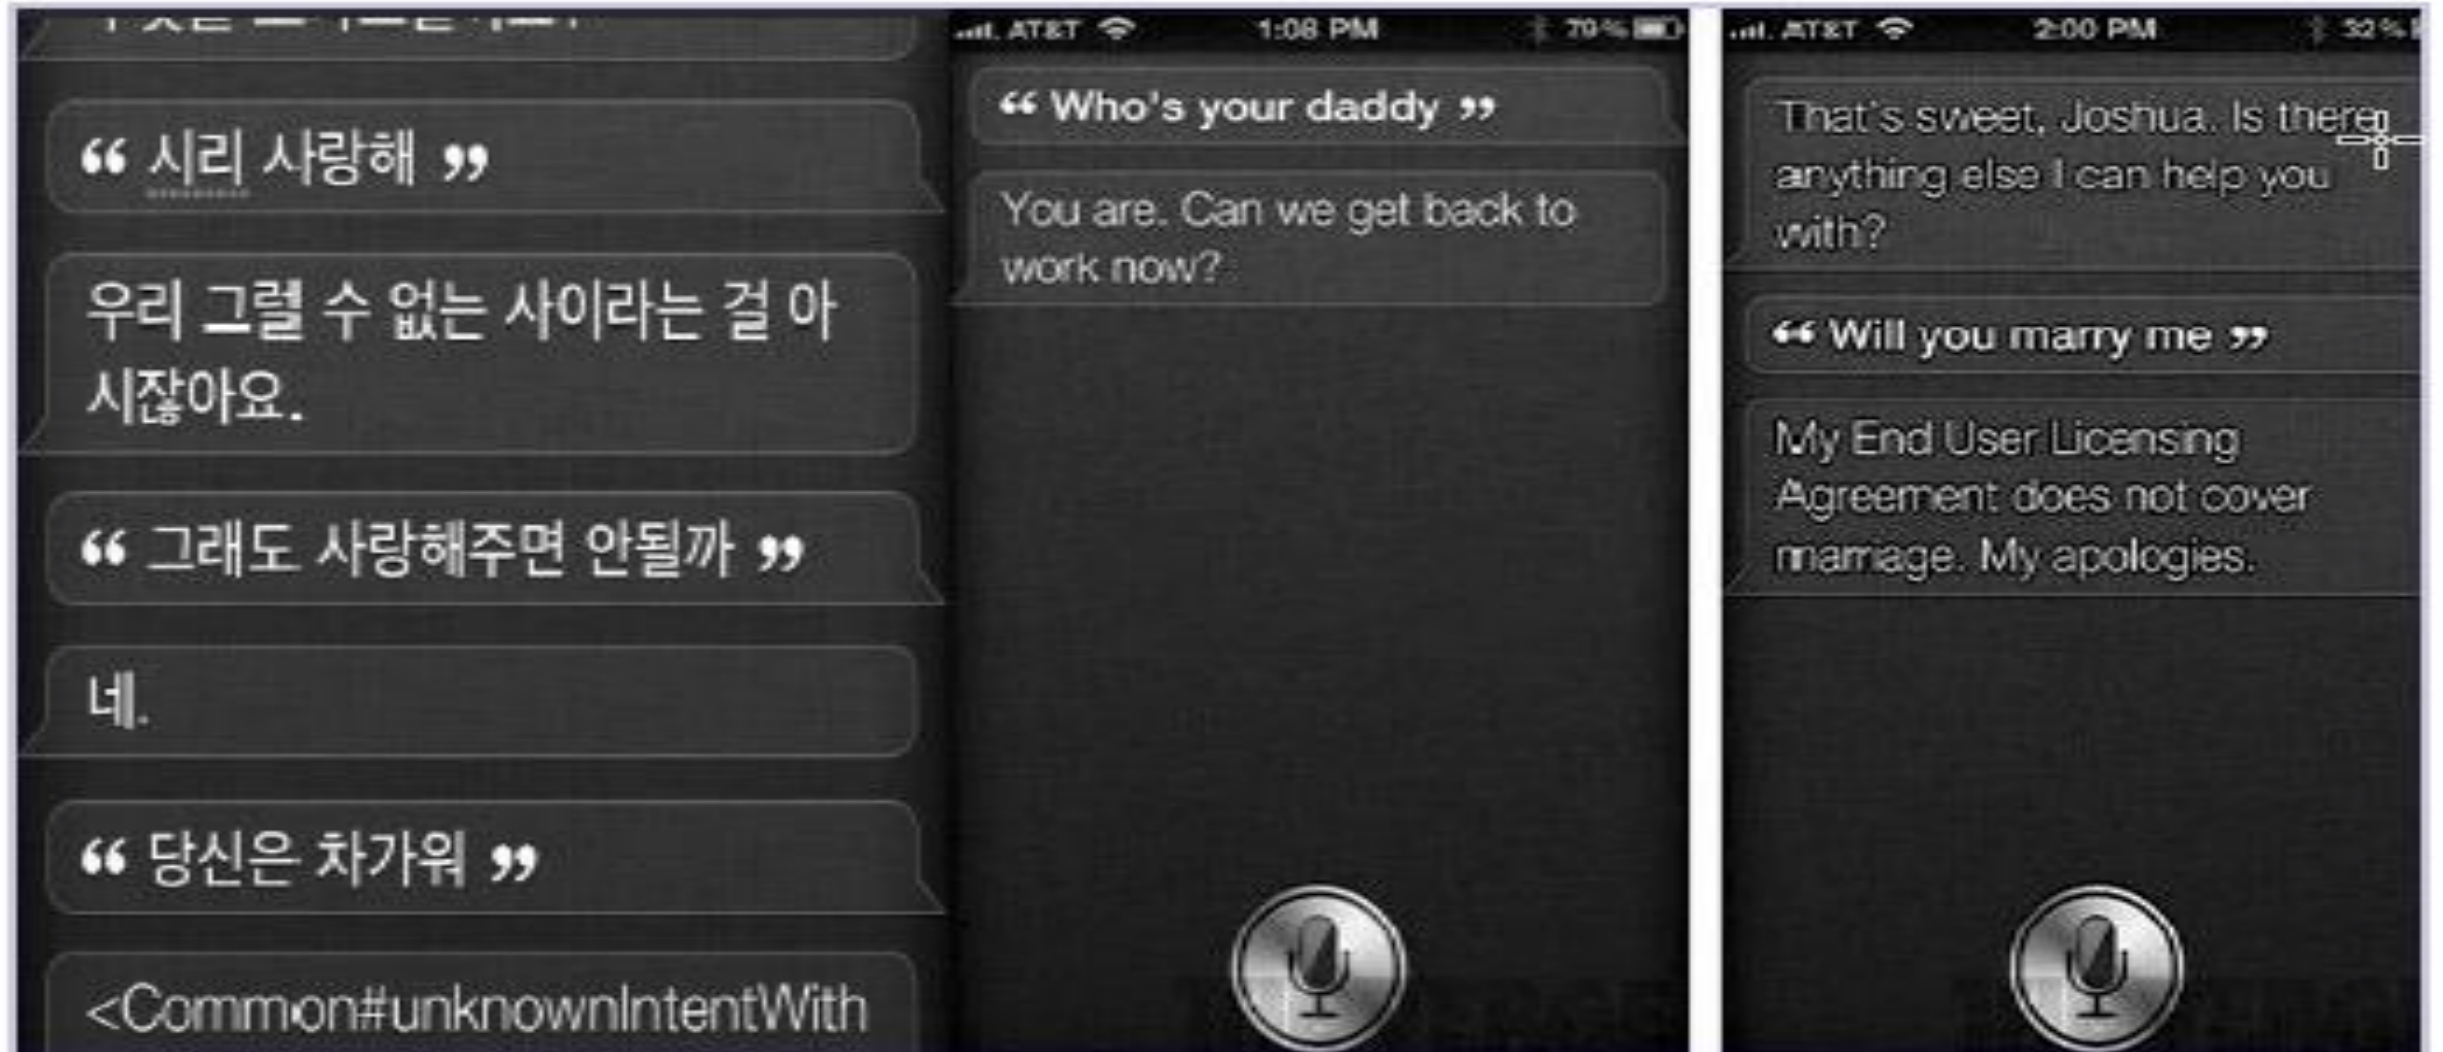 “ 시리 사랑해 ”
우리 그럴 수 없는 사이라는 걸 아
시잖아요.
“ 그래도 사랑해주면 안될까 ”
네.
“ 당신은 차가워 ”
<Common#unknownIntentWith
AT&T 1:08 PM 79%
“ Who's your daddy ”
You are. Can we get back to
work now?
AT&T 2:00 PM 32%
That's sweet, Joshua. Is there
anything else I can help you
with?
“ Will you marry me ”
My End User Licensing
Agreement does not cover
marriage. My apologies.